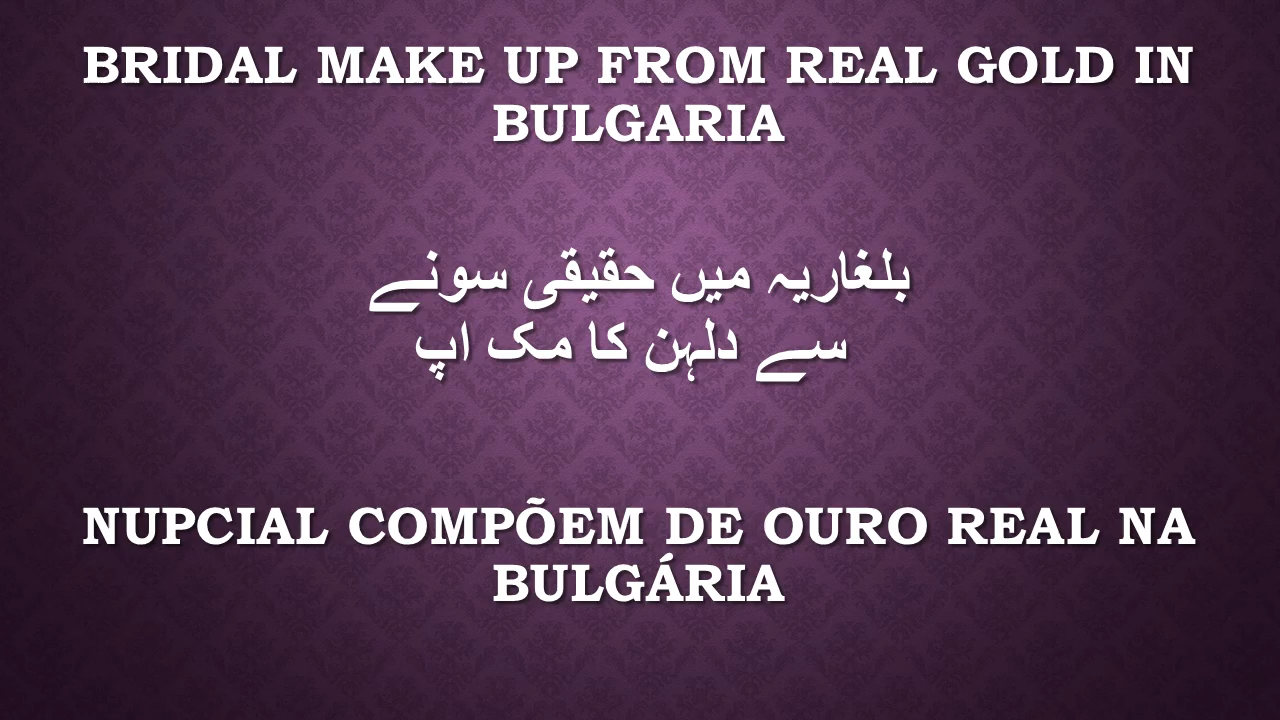 BRIDAL MAKE UP FROM REAL GOLD IN
BULGARIA
بلغاریہ میں حقیقی سونے
سے دلہن کا مک اپ
NUPCIAL COMPÕEM DE OURO REAL NA
BULGÁRIA